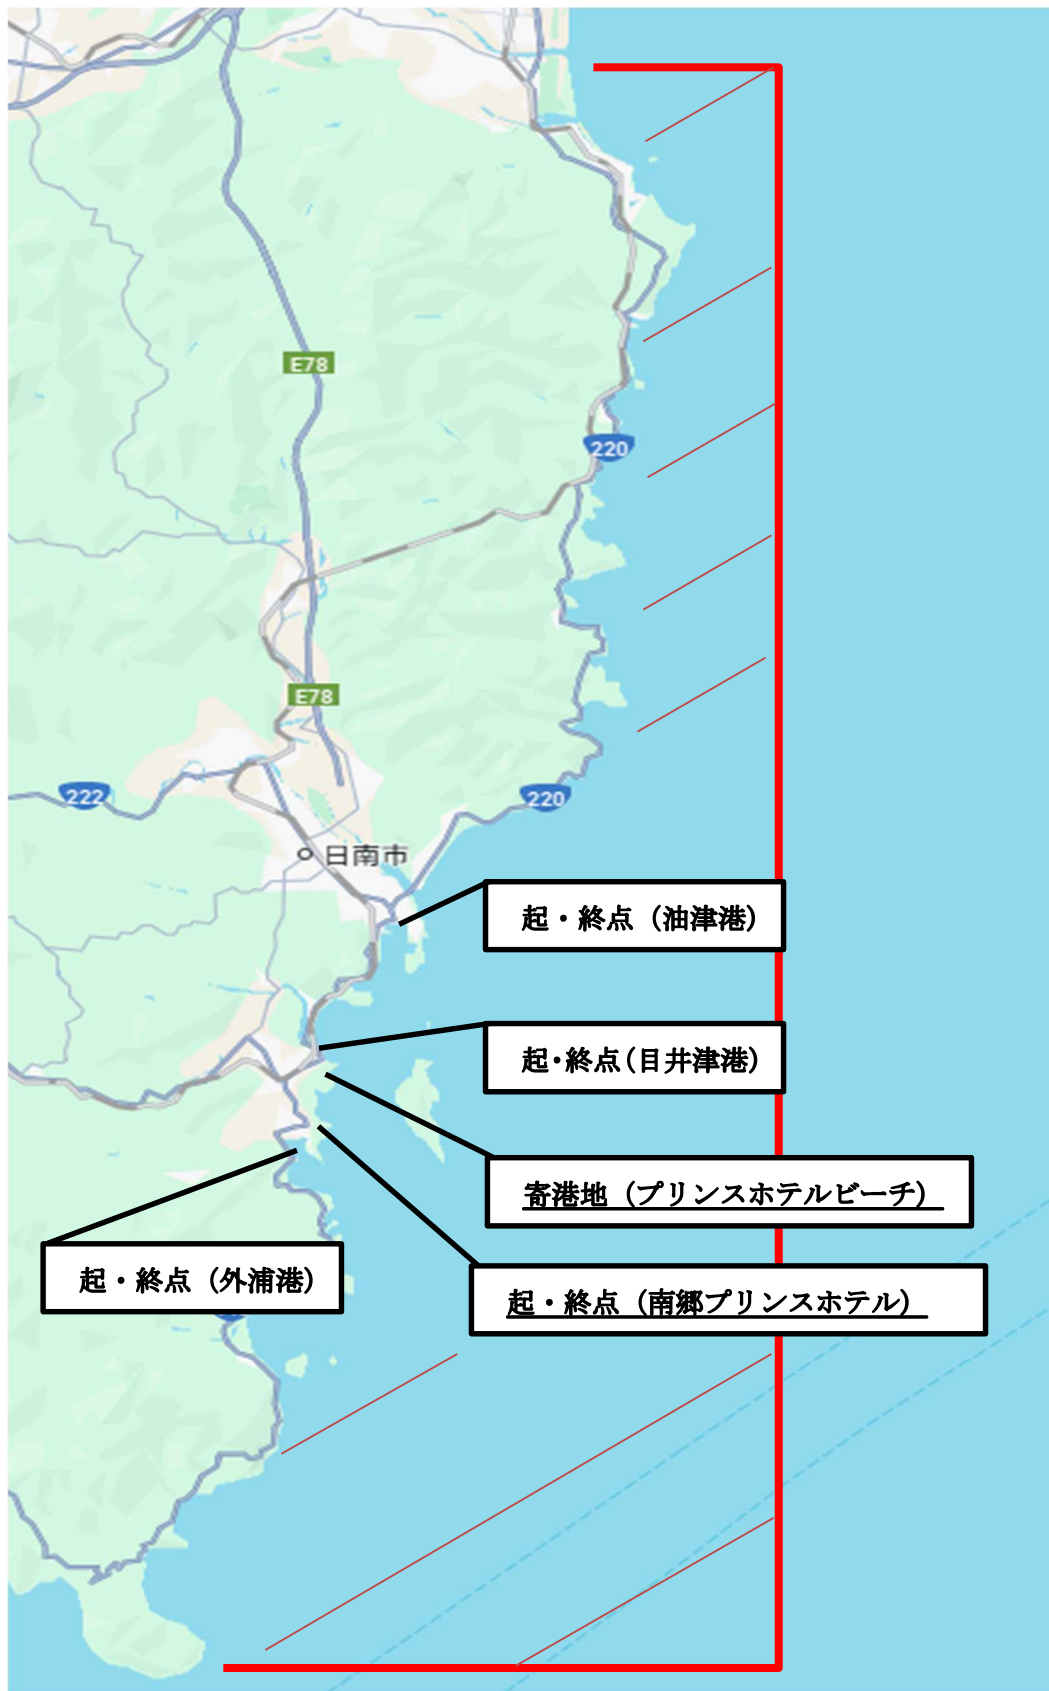 E78
220
E78
222
220
日南市
起・終点（油津港）
起・終点（目井津港）
寄港地（プリンスホテルビーチ）
起・終点（外浦港）
起・終点（南郷プリンスホテル）